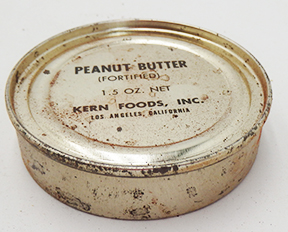 PEANUT BUTTER
(FORTIFIED)
1.5 OZ. NET
KERN FOODS, INC.
LOS ANGELES, CALIFORNIA